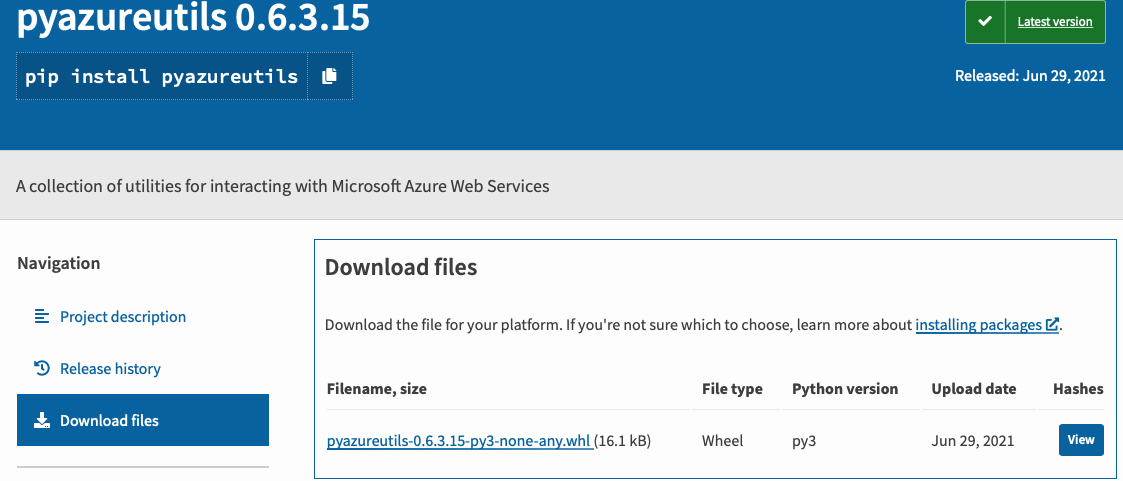 pyazureutils 0.6.3.15
Latest version
pip install pyazureutils
Released: Jun 29, 2021
A collection of utilities for interacting with Microsoft Azure Web Services
Navigation
Project description
Release history
Download files
Download files
Download the file for your platform. If you're not sure which to choose, learn more about installing packages.
Filename, size File type Python version Upload date Hashes
pyazureutils-0.6.3.15-py3-none-any.whl (16.1 kB) Wheel py3 Jun 29, 2021 View